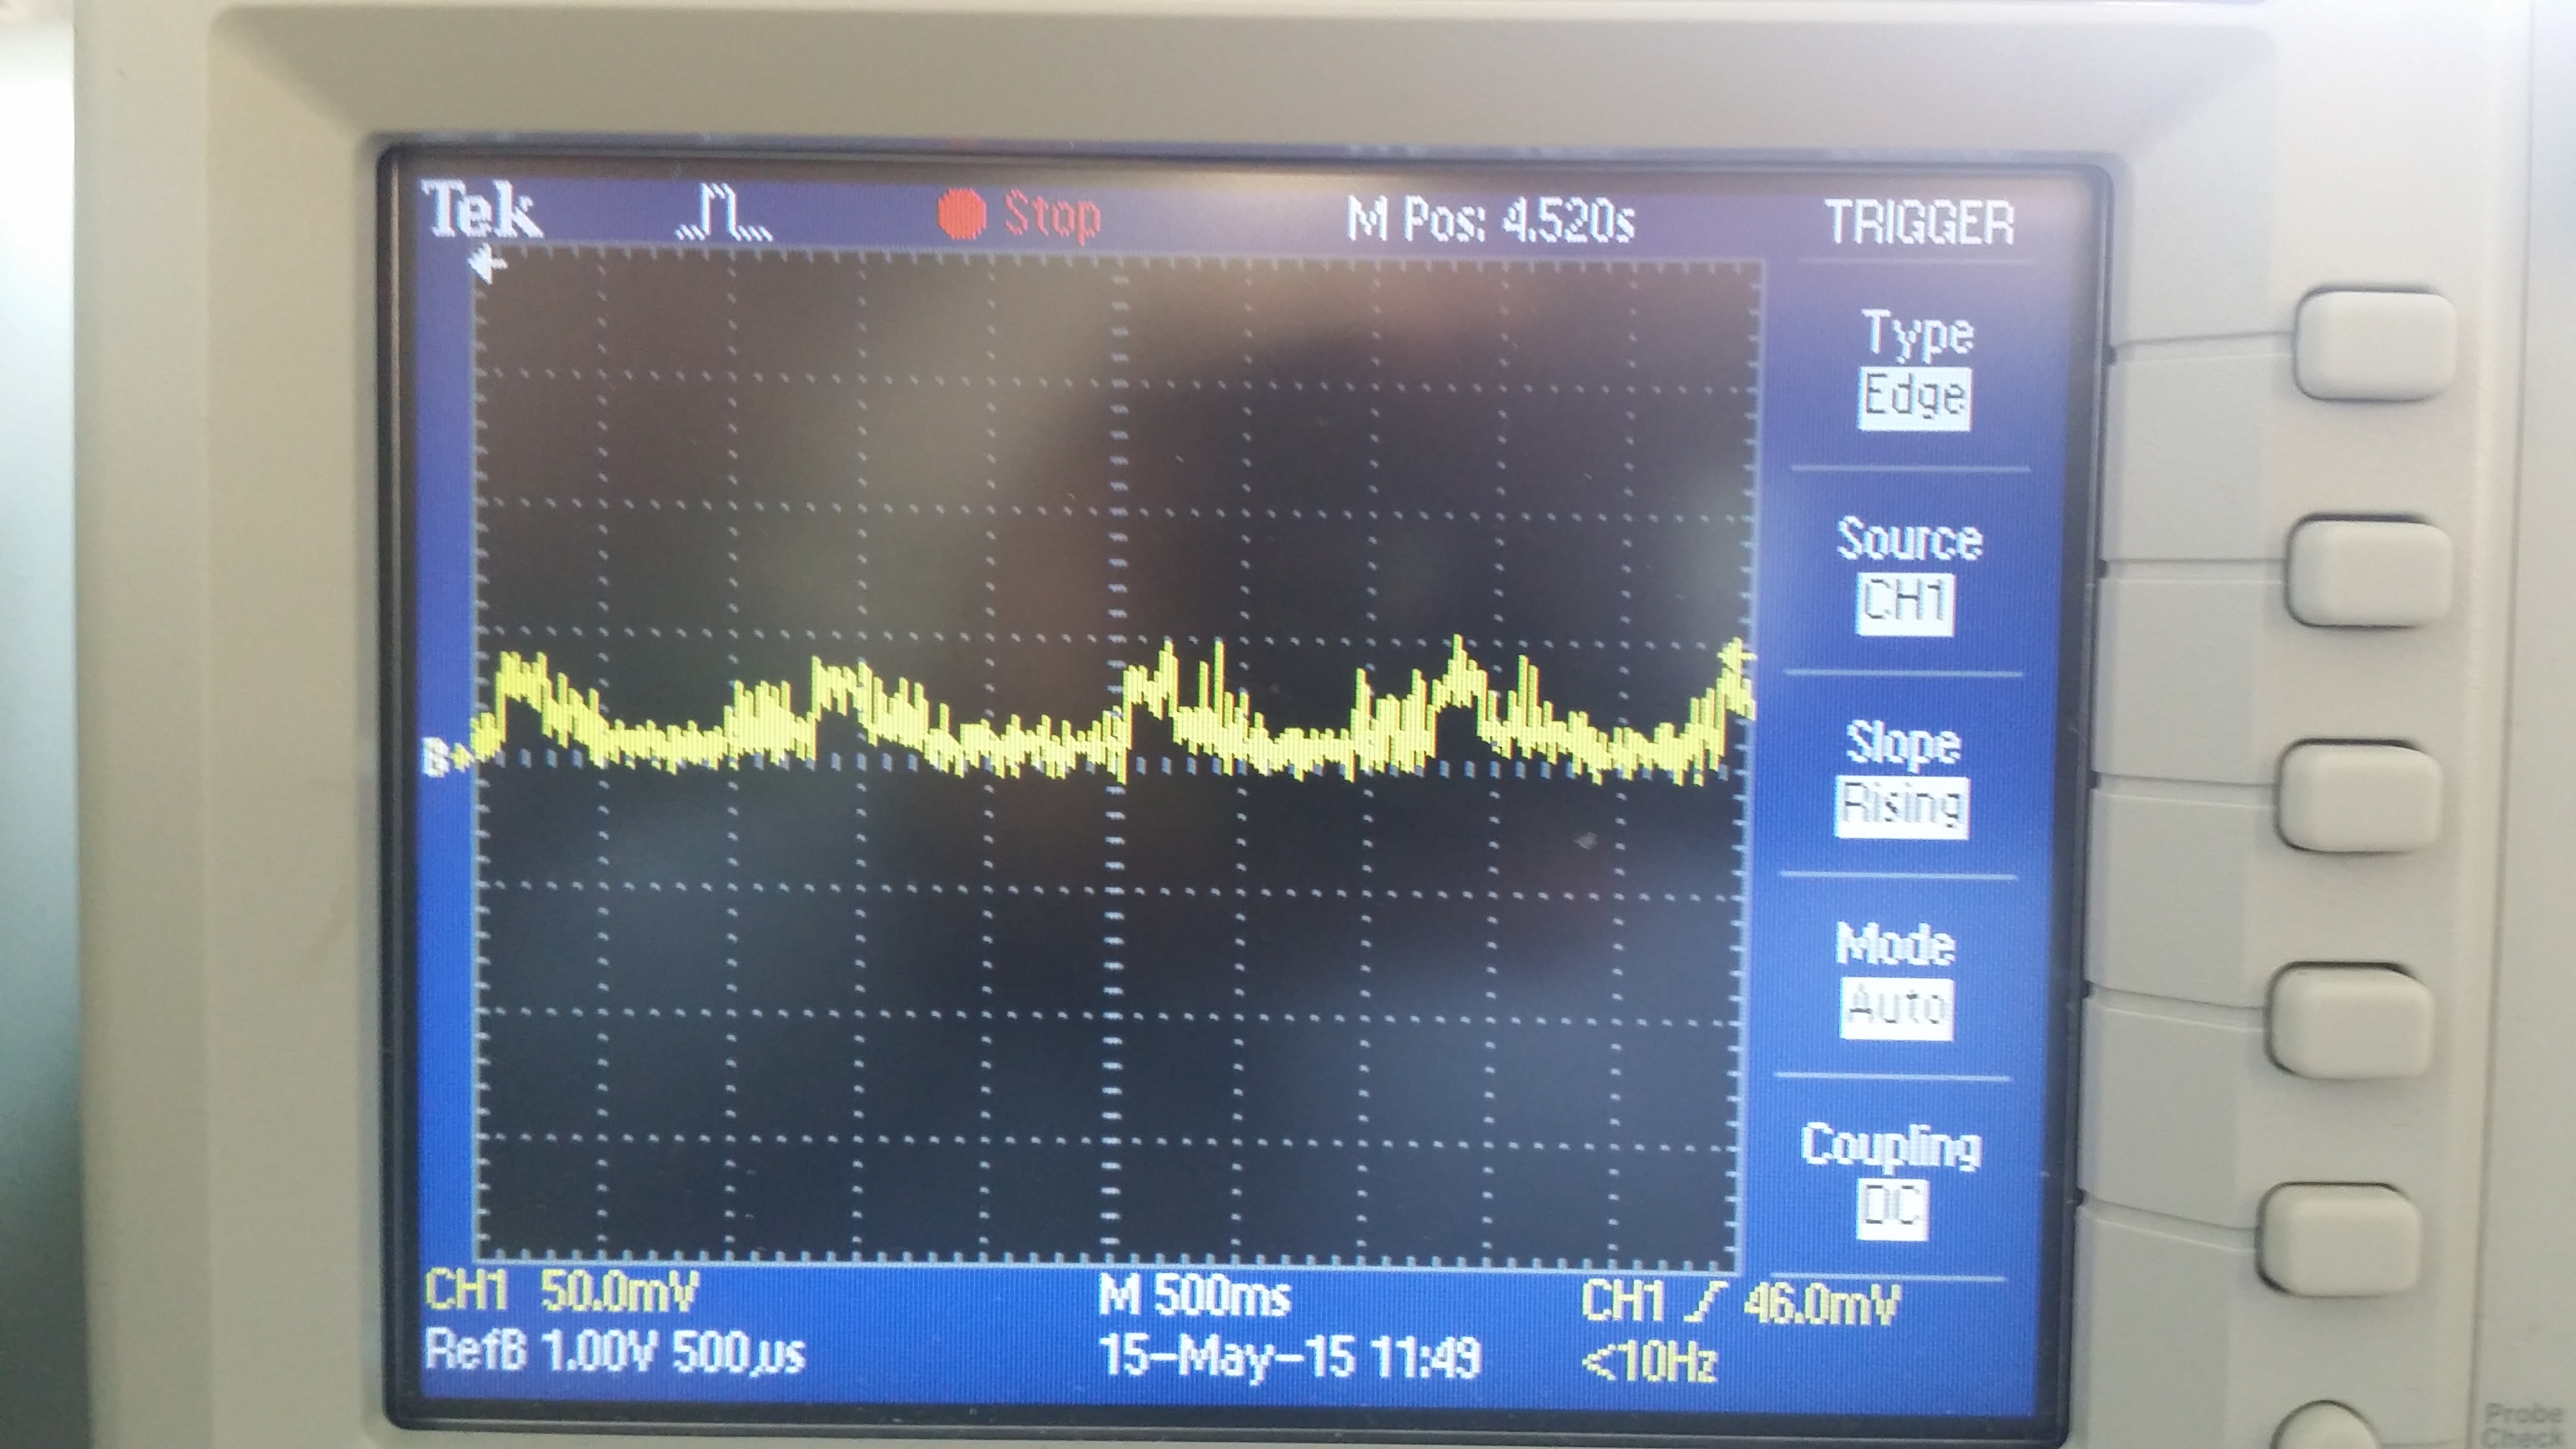 Tek Stop M Pos: 4.520s TRIGGER
Type
Edge
Source
CH1
Slope
Rising
Mode
Auto
Coupling
DC
B
CH1 50.0mV M 500ms CH1 46.0mV
RefB 1.00V 500µs 15-May-15 11:49 <10Hz
Probe
Check